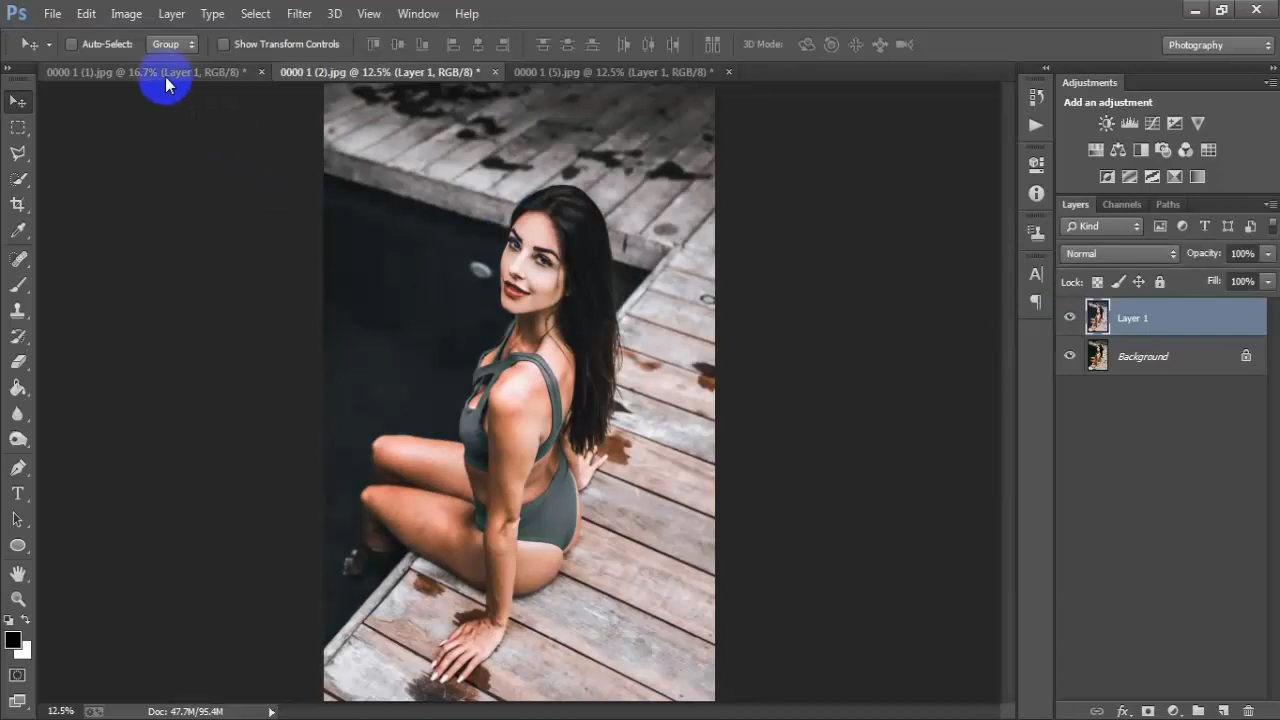 Ps File Edit Image Layer Type Select Filter 3D View Window Help
Auto-Select: Group Show Transform Controls 3D Mode: Photography
0000 1 (1).jpg @ 16.7% (Layer 1, RGB/8) * 0000 1 (2).jpg @ 12.5% (Layer 1, RGB/8) * 0000 1 (5).jpg @ 12.5% (Layer 1, RGB/8) *
Adjustments
Add an adjustment
Layers Channels Paths
Kind
Normal Opacity: 100%
Lock: Fill: 100%
Layer 1
Background
12.5% Doc: 47.7M/95.4M